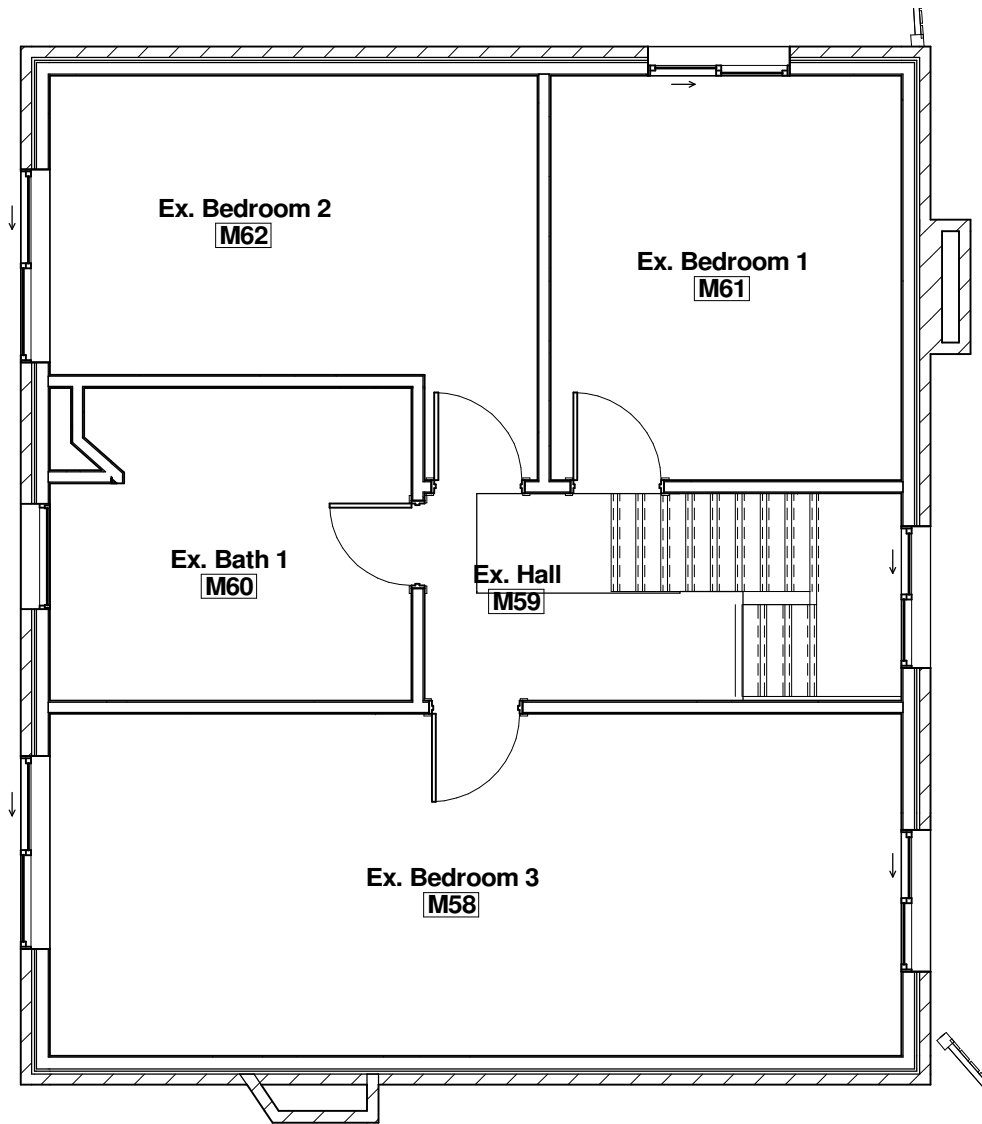 Ex. Bedroom 2
M62
Ex. Bedroom 1
M61
Ex. Bath 1
M60
Ex. Hall
M59
Ex. Bedroom 3
M58